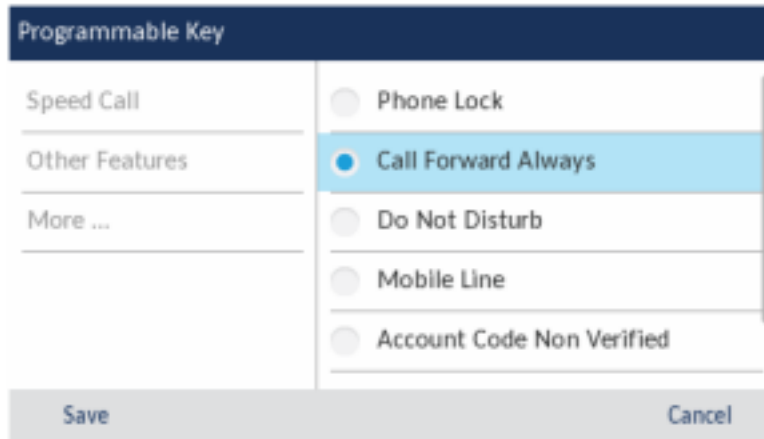 Programmable Key
Speed Call
Other Features
More ...
Phone Lock
Call Forward Always
Do Not Disturb
Mobile Line
Account Code Non Verified
Save
Cancel